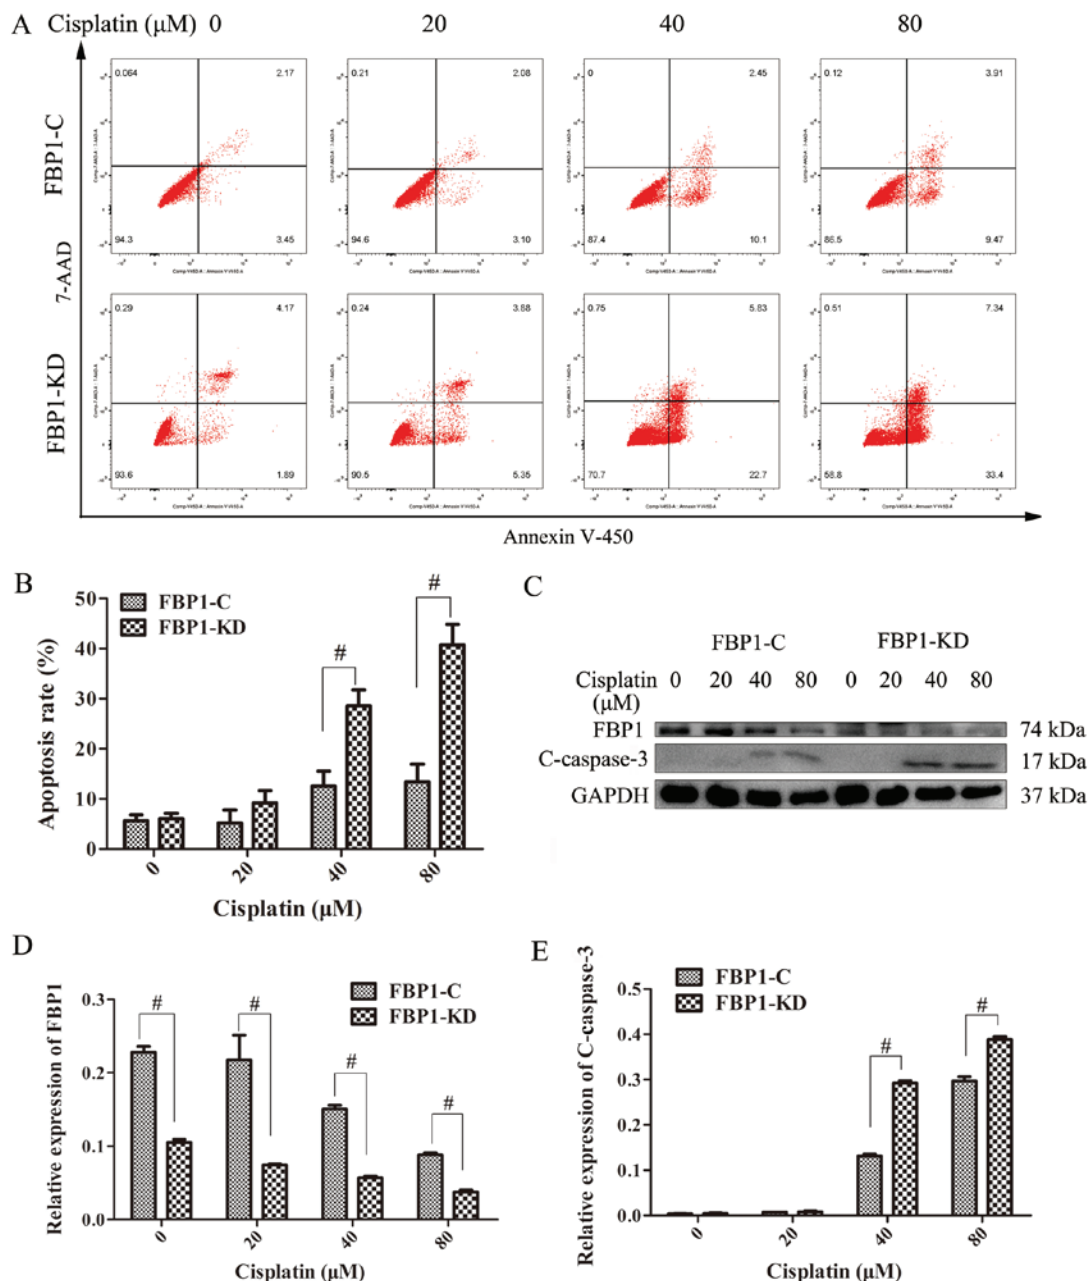 A
Cisplatin (μM) 0 20 40 80
FBP1-C
0.064 2.17
94.3 3.45
0.21 2.08
94.6 3.10
0 2.45
87.4 10.1
0.12 3.91
86.5 9.47
7-AAD
FBP1-KD
0.29 4.17
93.6 1.89
0.24 3.88
90.5 5.35
0.75 5.83
70.7 22.7
0.51 7.34
58.8 33.4
Annexin V-450
B
FBP1-C
FBP1-KD
Apoptosis rate (%)
50
40
30
20
10
0
# #
0 20 40 80
Cisplatin (μM)
C
FBP1-C FBP1-KD
Cisplatin 0 20 40 80 0 20 40 80
(μM)
FBP1 74 kDa
C-caspase-3 17 kDa
GAPDH 37 kDa
D
FBP1-C
FBP1-KD
Relative expression of FBP1
0.3
0.2
0.1
0.0
# # # #
0 20 40 80
Cisplatin (μM)
E
FBP1-C
FBP1-KD
Relative expression of C-caspase-3
0.5
0.4
0.3
0.2
0.1
0.0
# #
0 20 40 80
Cisplatin (μM)